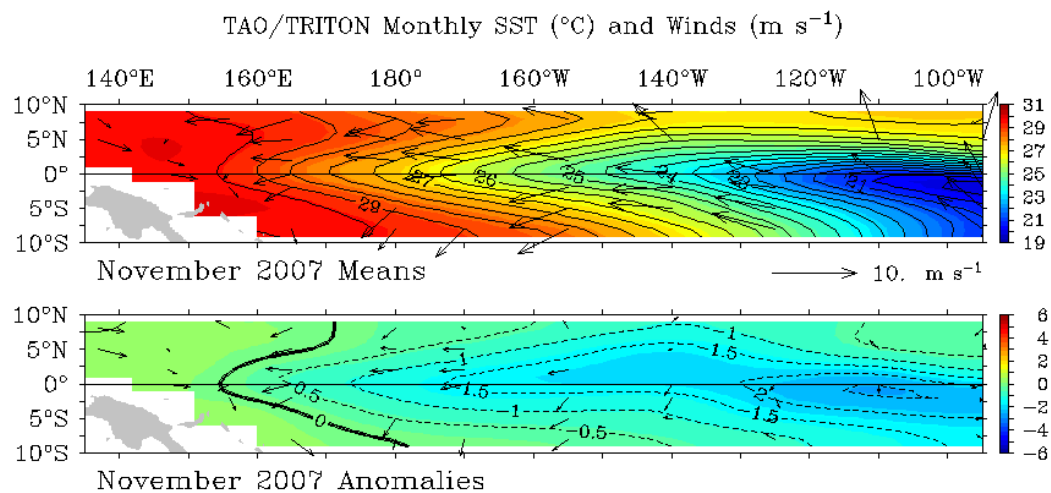 TAO/TRITON Monthly SST (°C) and Winds (m s⁻¹)
140°E 160°E 180° 160°W 140°W 120°W 100°W
10°N
5°N
0°
5°S
10°S
29 27 26 25 24 23 21
31
29
27
25
23
21
19
November 2007 Means
10. m s⁻¹
10°N
5°N
0°
5°S
10°S
-1
-1.5
-1
-1.5
-0.5
0
-1
-0.5
-2
-1.5
6
4
2
0
-2
-4
-6
November 2007 Anomalies